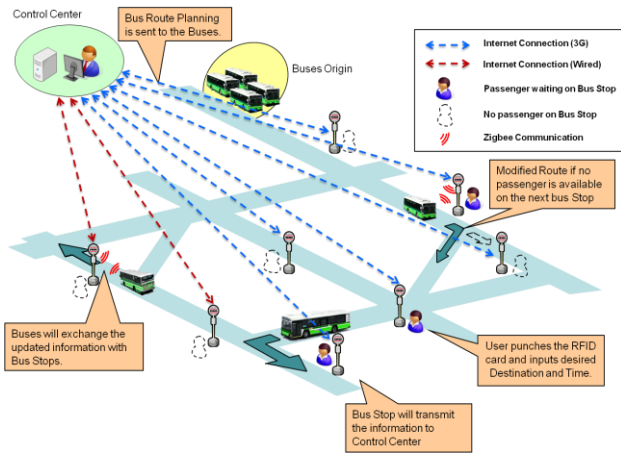 Control Center
Bus Route Planning
is sent to the Buses.
Buses Origin
Internet Connection (3G)
Internet Connection (Wired)
Passenger waiting on Bus Stop
No passenger on Bus Stop
Zigbee Communication
Modified Route if no
passenger is available
on the next bus Stop
Buses will exchange the
updated information with
Bus Stops.
User punches the RFID
card and inputs desired
Destination and Time.
Bus Stop will transmit
the information to
Control Center